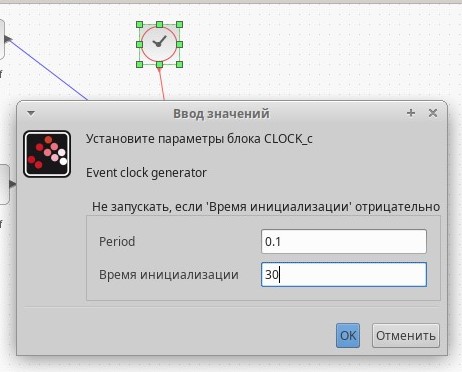 Ввод значений
Установите параметры блока CLOCK_c
Event clock generator
Не запускать, если 'Время инициализации' отрицательно
Period
0.1
Время инициализации
30
OK
Отменить